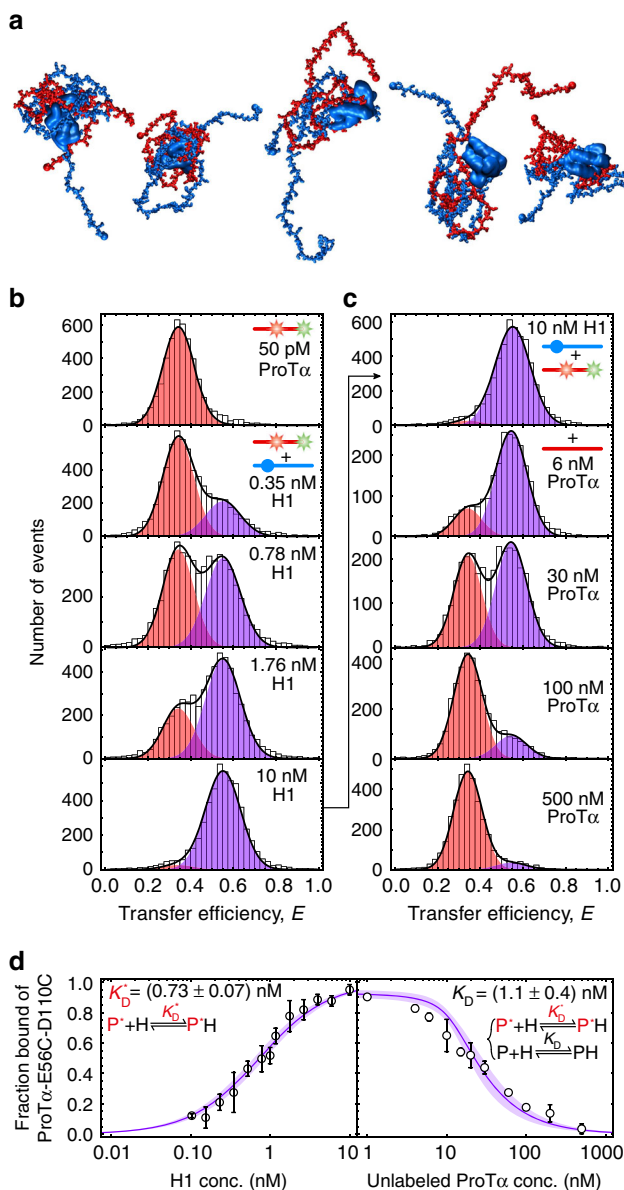 a
b
600
400
200
0
50 pM
ProTα
400
200
0
+
0.35 nM
H1
200
0
0.78 nM
H1
400
200
0
1.76 nM
H1
400
200
0
10 nM
H1
0.0 0.2 0.4 0.6 0.8 1.0
Transfer efficiency, E
Number of events
c
600
400
200
0
10 nM H1
+
200
100
0
+
6 nM
ProTα
200
100
0
30 nM
ProTα
400
200
0
100 nM
ProTα
400
200
0
500 nM
ProTα
0.0 0.2 0.4 0.6 0.8 1.0
Transfer efficiency, E
d
Fraction bound of
ProTα-E56C-D110C
1.0
0.8
0.6
0.4
0.2
0.0
K*D = (0.73 ± 0.07) nM
P*+H ⇌ P*H
K*D
0.01 0.1 1 10
H1 conc. (nM)
KD = (1.1 ± 0.4) nM
K*D
P*+H ⇌ P*H
KD
P+H ⇌ PH
1 10 100 1000
Unlabeled ProTα conc. (nM)